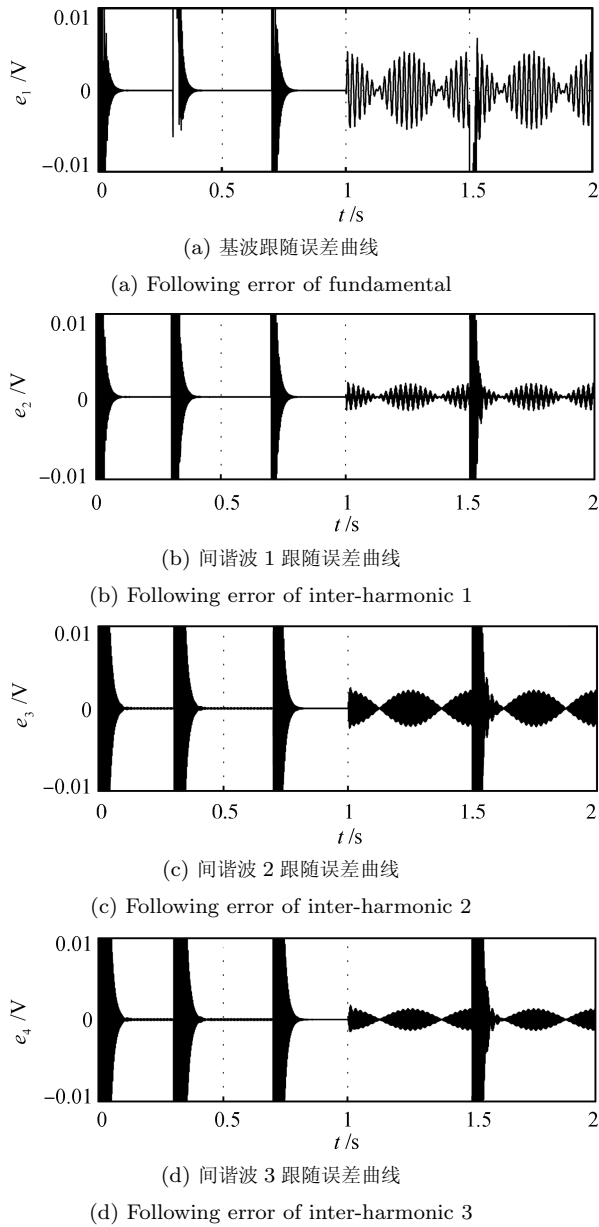 0.01
e₁ /V
0
−0.01
0 0.5 1 1.5 2
t /s
(a) 基波跟随误差曲线
(a) Following error of fundamental
0.01
e₂ /V
0
−0.01
0 0.5 1 1.5 2
t /s
(b) 间谐波 1 跟随误差曲线
(b) Following error of inter-harmonic 1
0.01
e₃ /V
0
−0.01
0 0.5 1 1.5 2
t /s
(c) 间谐波 2 跟随误差曲线
(c) Following error of inter-harmonic 2
0.01
e₄ /V
0
−0.01
0 0.5 1 1.5 2
t /s
(d) 间谐波 3 跟随误差曲线
(d) Following error of inter-harmonic 3